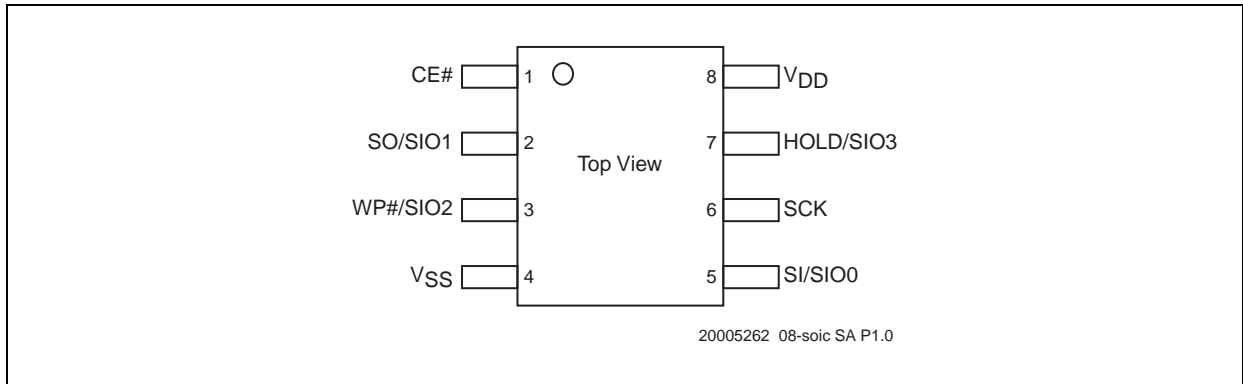 CE# 1 8 VDD
SO/SIO1 2 7 HOLD/SIO3
Top View
WP#/SIO2 3 6 SCK
VSS 4 5 SI/SIO0
20005262 08-soic SA P1.0